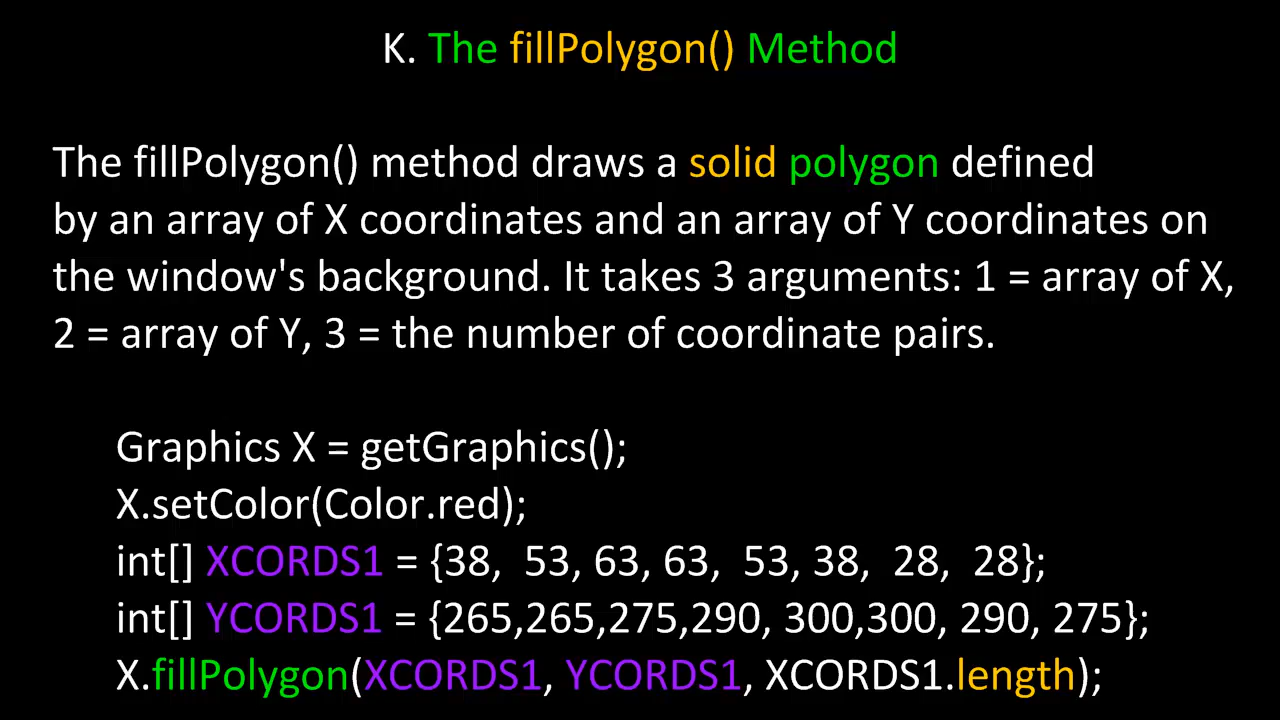 K. The fillPolygon() Method
The fillPolygon() method draws a solid polygon defined
by an array of X coordinates and an array of Y coordinates on
the window's background. It takes 3 arguments: 1 = array of X,
2 = array of Y, 3 = the number of coordinate pairs.
Graphics X = getGraphics();
X.setColor(Color.red);
int[] XCORDS1 = {38,  53, 63, 63,  53, 38,  28,  28};
int[] YCORDS1 = {265,265,275,290, 300,300, 290, 275};
X.fillPolygon(XCORDS1, YCORDS1, XCORDS1.length);